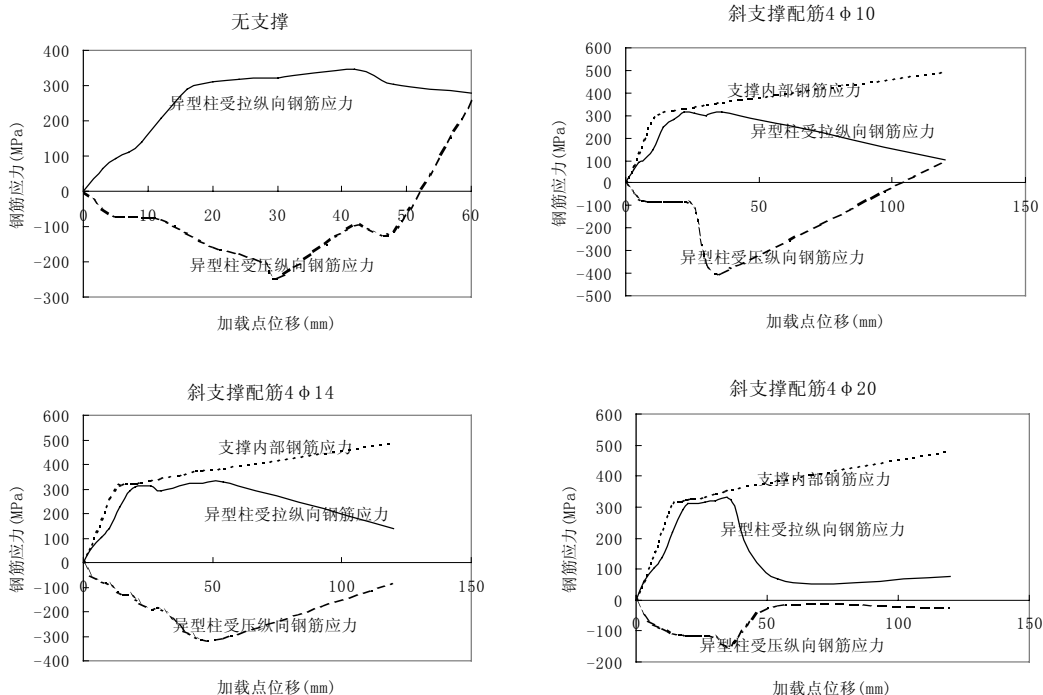 无支撑
400
300
200
100
0
-100
-200
-300
0
10
20
30
40
50
60
钢筋应力(MPa)
异型柱受拉纵向钢筋应力
异型柱受压纵向钢筋应力
加载点位移(mm)
斜支撑配筋4φ10
600
500
400
300
200
100
0
-100
-200
-300
-400
-500
0
50
100
150
钢筋应力(MPa)
支撑内部钢筋应力
异型柱受拉纵向钢筋应力
异型柱受压纵向钢筋应力
加载点位移(mm)
斜支撑配筋4φ14
600
500
400
300
200
100
0
-100
-200
-300
-400
0
50
100
150
钢筋应力(MPa)
支撑内部钢筋应力
异型柱受拉纵向钢筋应力
异型柱受压纵向钢筋应力
加载点位移(mm)
斜支撑配筋4φ20
600
500
400
300
200
100
0
-100
-200
0
50
100
150
钢筋应力(MPa)
支撑内部钢筋应力
异型柱受拉纵向钢筋应力
异型柱受压纵向钢筋应力
加载点位移(mm)